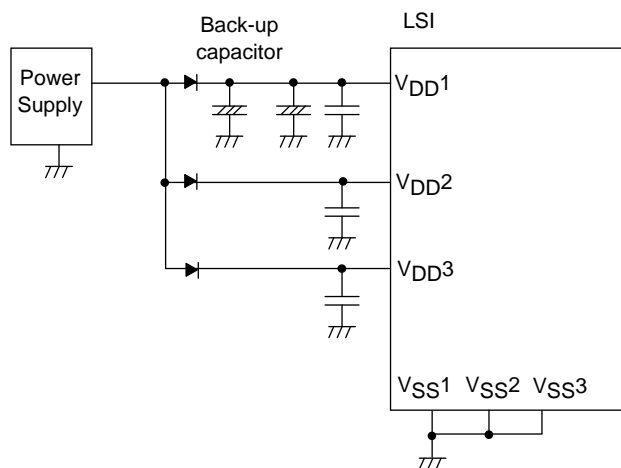 Back-up
capacitor
LSI
Power
Supply
VDD1
VDD2
VDD3
VSS1 VSS2 VSS3